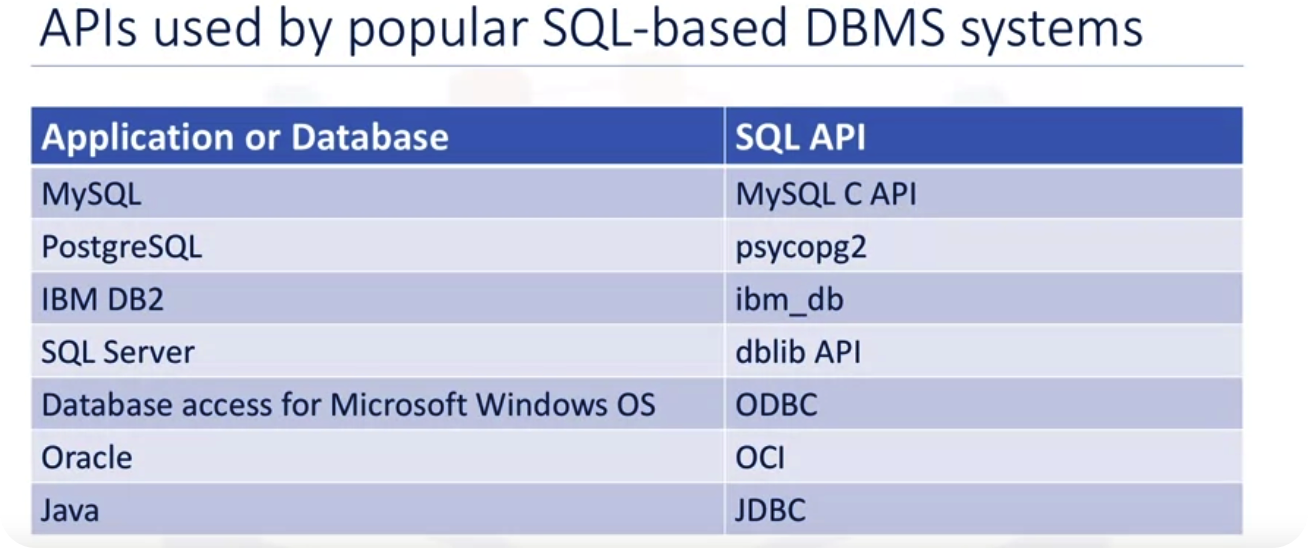 APIs used by popular SQL-based DBMS systems
Application or Database SQL API
MySQL MySQL C API
PostgreSQL psycopg2
IBM DB2 ibm_db
SQL Server dblib API
Database access for Microsoft Windows OS ODBC
Oracle OCI
Java JDBC